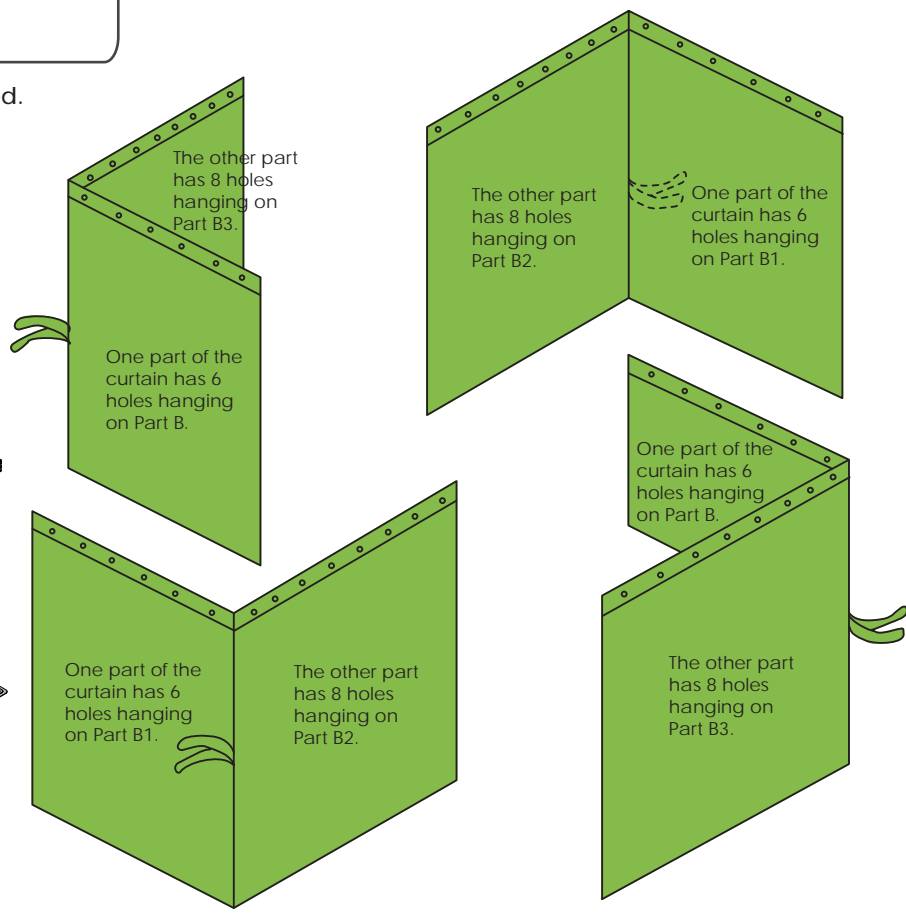 d.
The other part
has 8 holes
hanging on
Part B3.
One part of the
curtain has 6
holes hanging
on Part B.
The other part
has 8 holes
hanging on
Part B2.
One part of the
curtain has 6
holes hanging
on Part B1.
One part of the
curtain has 6
holes hanging
on Part B1.
The other part
has 8 holes
hanging on
Part B2.
One part of the
curtain has 6
holes hanging
on Part B.
The other part
has 8 holes
hanging on
Part B3.